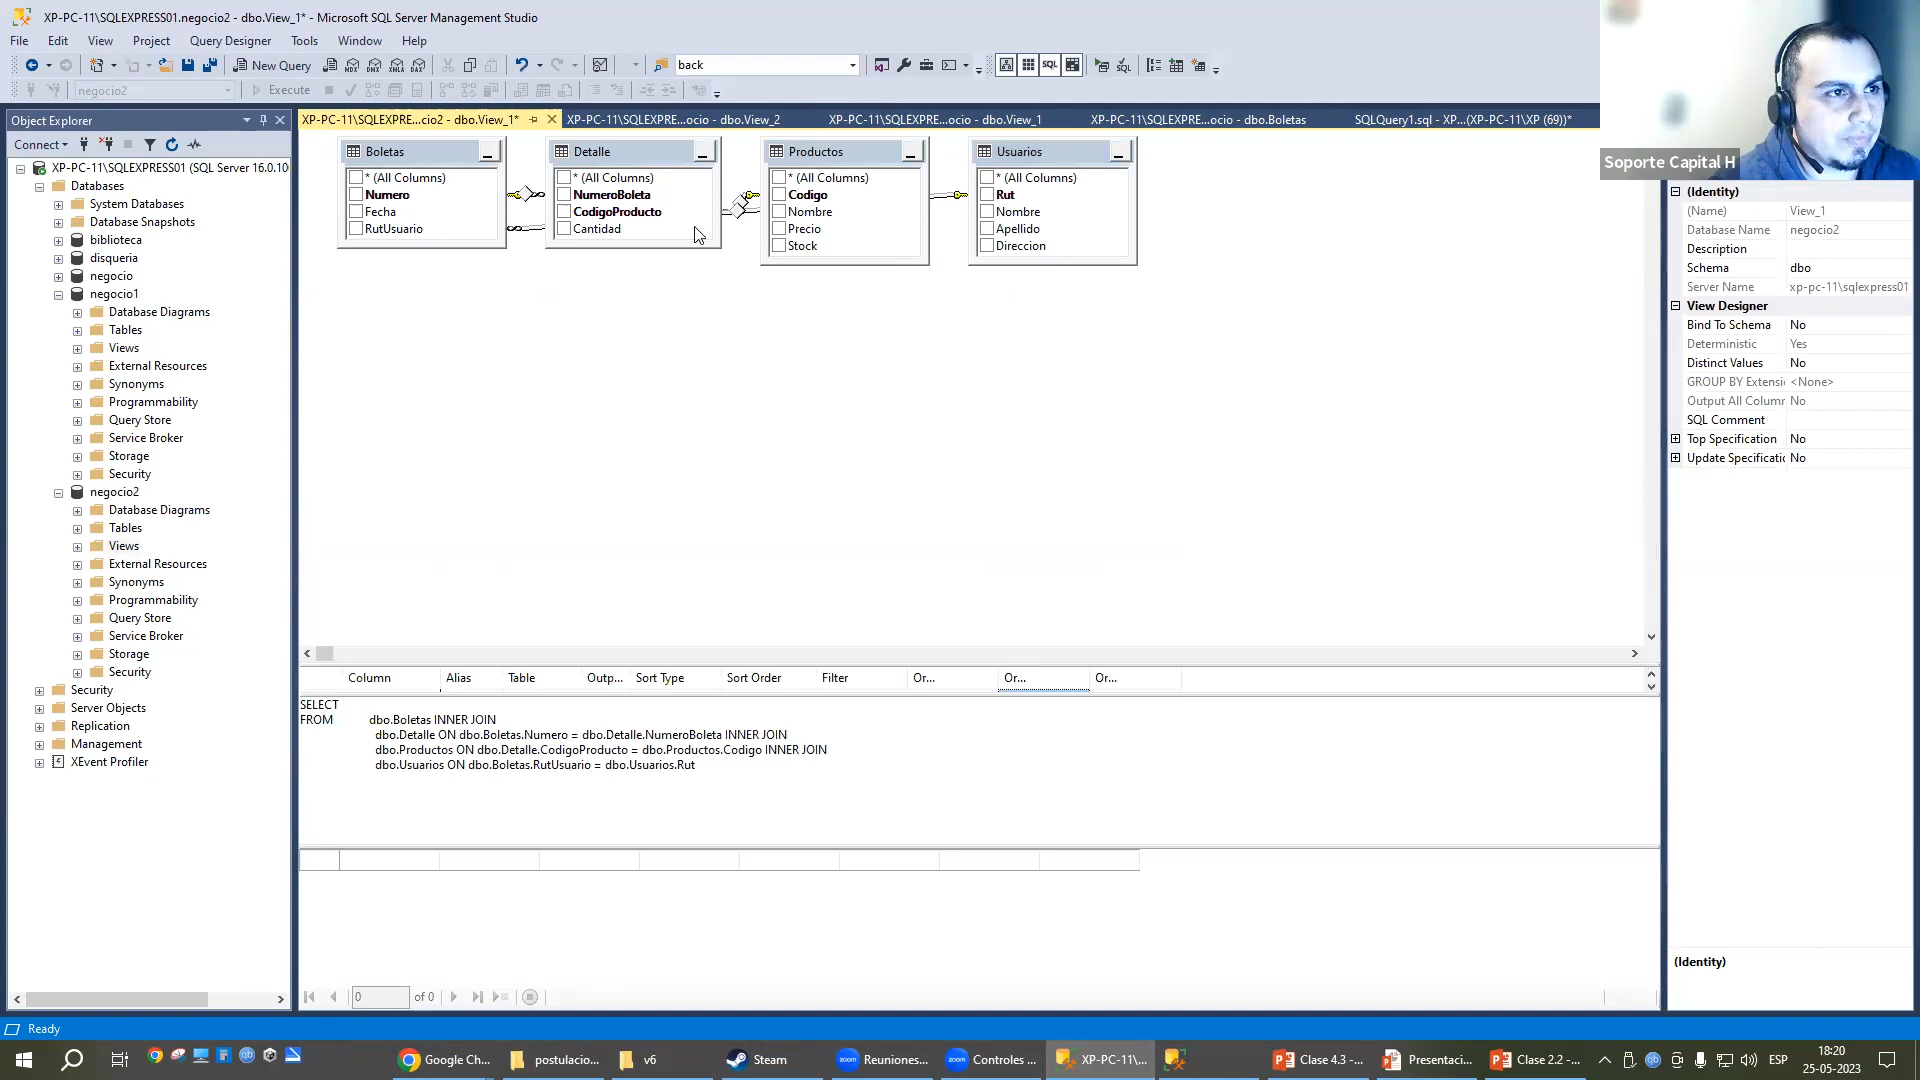 XP-PC-11\SQLEXPRESS01.negocio2 - dbo.View_1* - Microsoft SQL Server Management Studio
File Edit View Project Query Designer Tools Window Help
New Query MDX DMX XMLA DAX back SQL
negocio2 Execute
Object Explorer
Connect
XP-PC-11\SQLEXPRESS01 (SQL Server 16.0.10
Databases
System Databases
Database Snapshots
biblioteca
disqueria
negocio
negocio1
Database Diagrams
Tables
Views
External Resources
Synonyms
Programmability
Query Store
Service Broker
Storage
Security
negocio2
Database Diagrams
Tables
Views
External Resources
Synonyms
Programmability
Query Store
Service Broker
Storage
Security
Security
Server Objects
Replication
Management
XEvent Profiler
XP-PC-11\SQLEXPRE...cio2 - dbo.View_1* XP-PC-11\SQLEXPRE...ocio - dbo.View_2 XP-PC-11\SQLEXPRE...ocio - dbo.View_1 XP-PC-11\SQLEXPRE...ocio - dbo.Boletas SQLQuery1.sql - XP...(XP-PC-11\XP (69))*
Boletas
* (All Columns)
Numero
Fecha
RutUsuario
Detalle
* (All Columns)
NumeroBoleta
CodigoProducto
Cantidad
Productos
* (All Columns)
Codigo
Nombre
Precio
Stock
Usuarios
* (All Columns)
Rut
Nombre
Apellido
Direccion
Column Alias Table Outp... Sort Type Sort Order Filter Or... Or... Or...
SELECT
FROM dbo.Boletas INNER JOIN
dbo.Detalle ON dbo.Boletas.Numero = dbo.Detalle.NumeroBoleta INNER JOIN
dbo.Productos ON dbo.Detalle.CodigoProducto = dbo.Productos.Codigo INNER JOIN
dbo.Usuarios ON dbo.Boletas.RutUsuario = dbo.Usuarios.Rut
0 of 0
Soporte Capital H
(Identity)
(Name) View_1
Database Name negocio2
Description
Schema dbo
Server Name xp-pc-11\sqlexpress01
View Designer
Bind To Schema No
Deterministic Yes
Distinct Values No
GROUP BY Extensi <None>
Output All Column No
SQL Comment
Top Specification No
Update Specificatic No
(Identity)
Ready
Google Ch... postulacio... v6 Steam zoom Reuniones... zoom Controles ... XP-PC-11\... Clase 4.3 -... Presentaci... Clase 2.2 -... ESP 18:20
25-05-2023